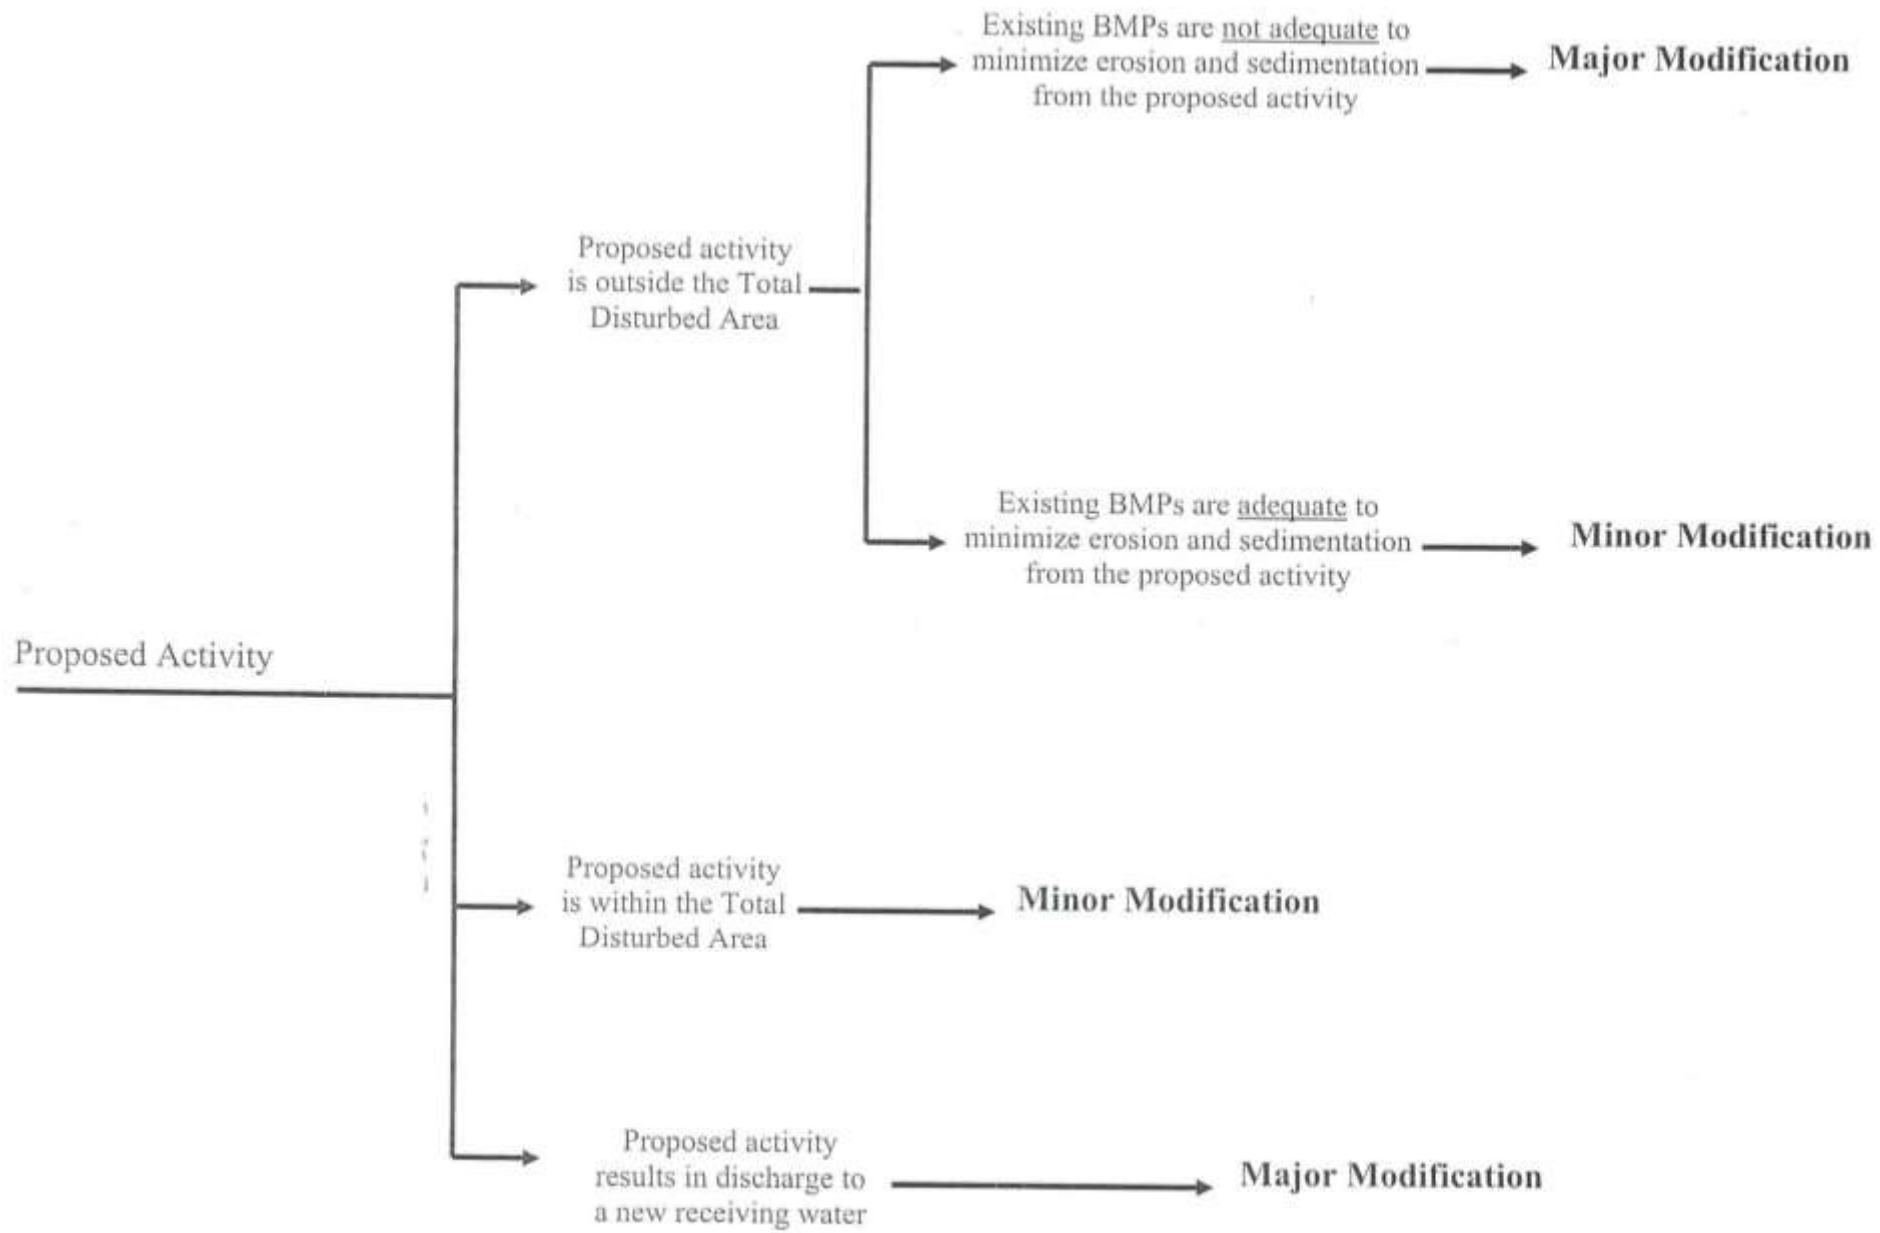 Existing BMPs are not adequate to
minimize erosion and sedimentation
from the proposed activity
Major Modification
Proposed activity
is outside the Total
Disturbed Area
Existing BMPs are adequate to
minimize erosion and sedimentation
from the proposed activity
Minor Modification
Proposed Activity
Proposed activity
is within the Total
Disturbed Area
Minor Modification
Proposed activity
results in discharge to
a new receiving water
Major Modification